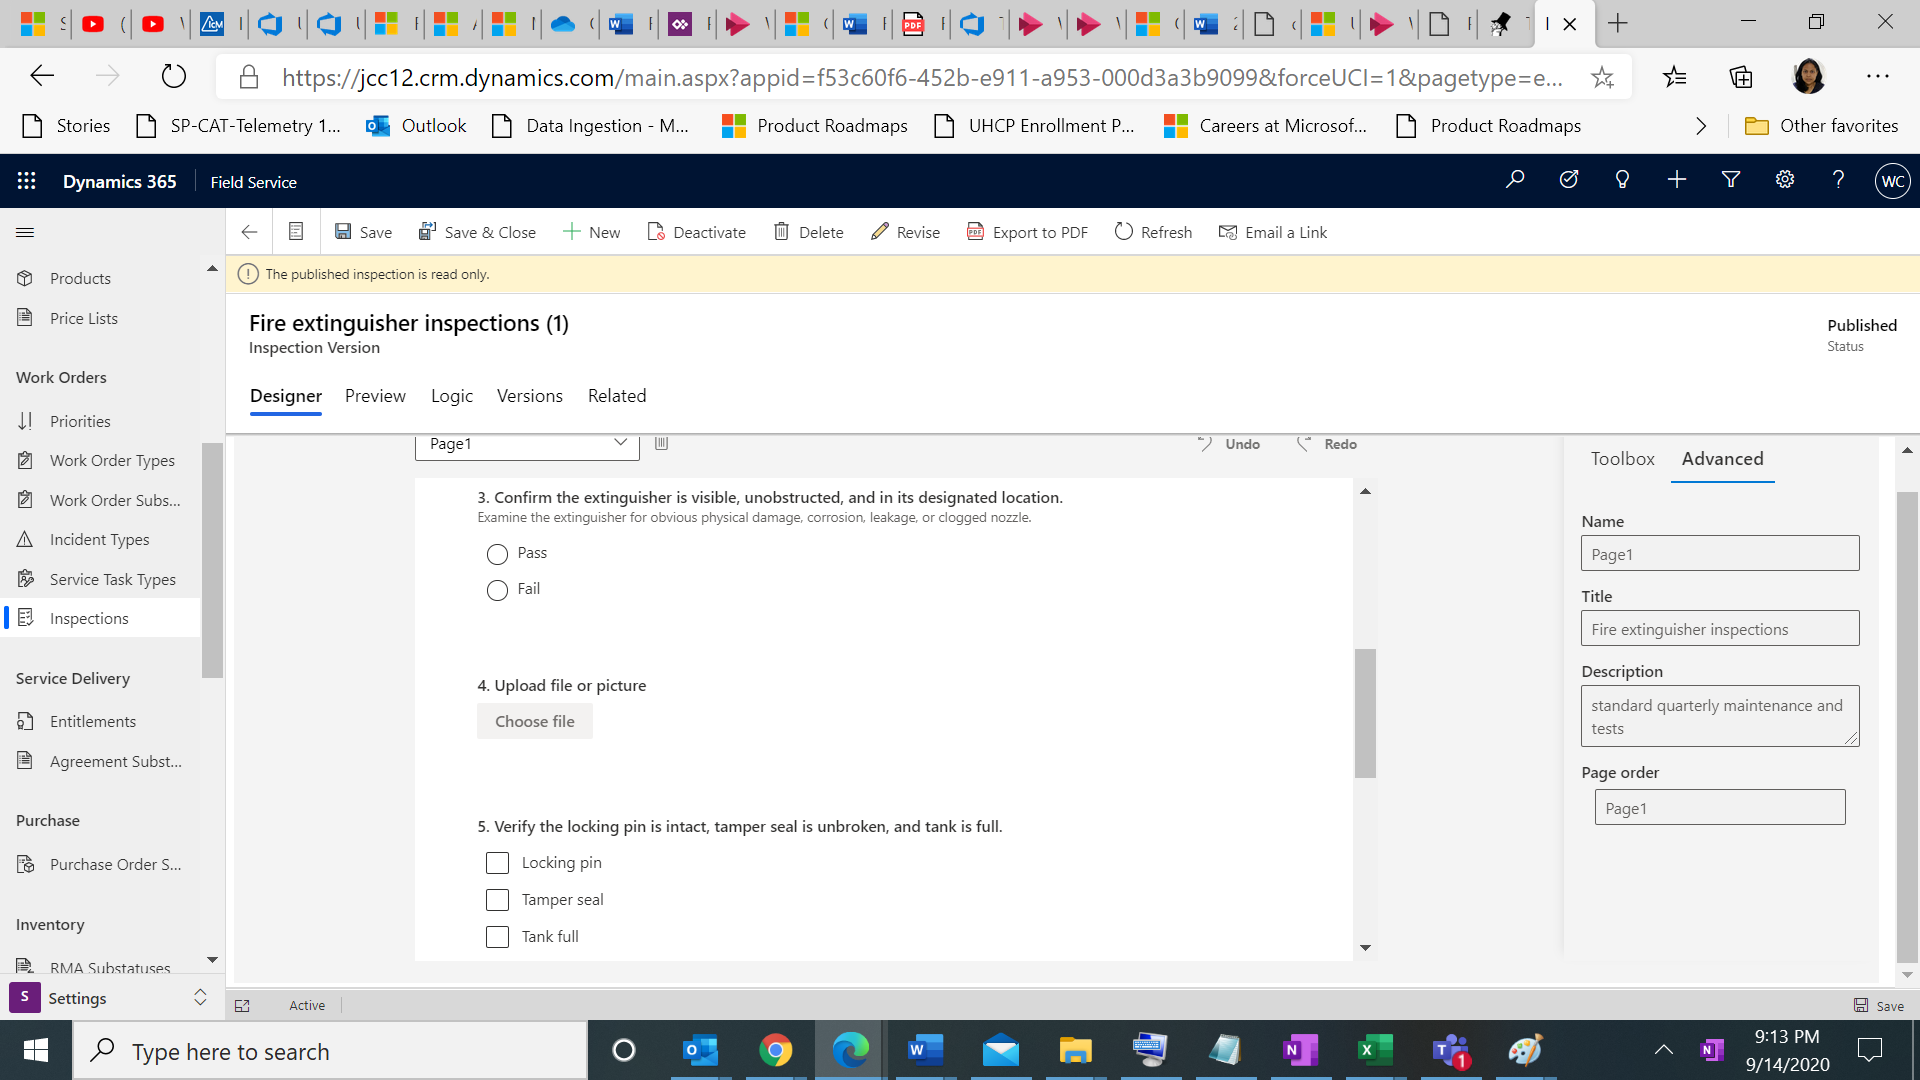 https://jcc12.crm.dynamics.com/main.aspx?appid=f53c60f6-452b-e911-a953-000d3a3b9099&forceUCI=1&pagetype=e...
Stories
SP-CAT-Telemetry 1...
Outlook
Data Ingestion - M...
Product Roadmaps
UHCP Enrollment P...
Careers at Microsof...
Product Roadmaps
Other favorites
Dynamics 365
Field Service
WC
Save
Save & Close
New
Deactivate
Delete
Revise
Export to PDF
Refresh
Email a Link
The published inspection is read only.
Products
Price Lists
Work Orders
Priorities
Work Order Types
Work Order Subs...
Incident Types
Service Task Types
Inspections
Service Delivery
Entitlements
Agreement Subst...
Purchase
Purchase Order S...
Inventory
RMA Substatuses
S
Settings
Fire extinguisher inspections (1)
Inspection Version
Published
Status
Designer
Preview
Logic
Versions
Related
Page1
Undo
Redo
3. Confirm the extinguisher is visible, unobstructed, and in its designated location.
Examine the extinguisher for obvious physical damage, corrosion, leakage, or clogged nozzle.
Pass
Fail
4. Upload file or picture
Choose file
5. Verify the locking pin is intact, tamper seal is unbroken, and tank is full.
Locking pin
Tamper seal
Tank full
Toolbox
Advanced
Name
Page1
Title
Fire extinguisher inspections
Description
standard quarterly maintenance and
tests
Page order
Page1
Active
Save
Type here to search
1
9:13 PM
9/14/2020